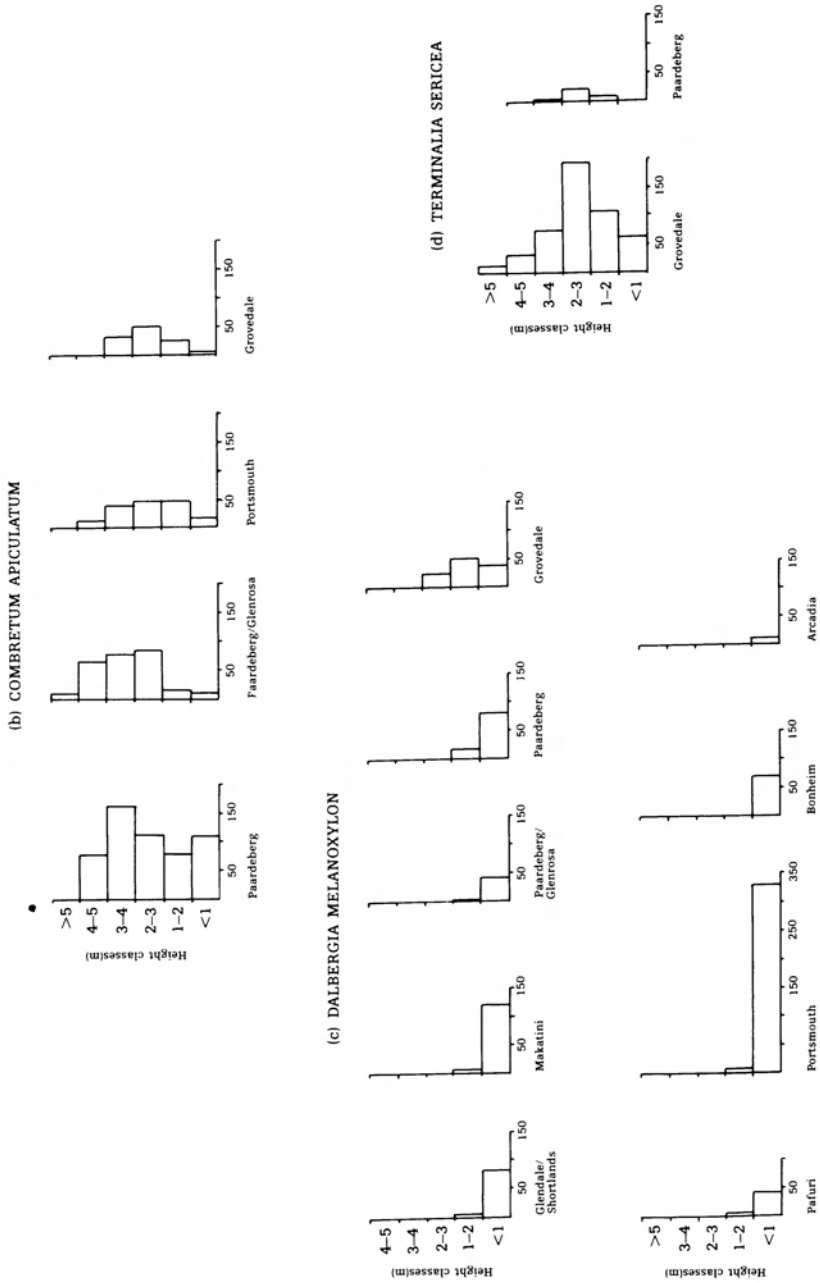 (b) COMBRETUM APICULATUM
Height classes(m)
>5
4–5
3–4
2–3
1–2
<1
50
150
Paardeberg
50
150
Faardeberg/Glenrosa
50
150
Portsmouth
50
150
Grovedale
(c) DALBERGIA MELANOXYLON
Height classes(m)
4–5
3–4
2–3
1–2
<1
50
150
Glendale/
Shortlands
50
150
Makatini
50
150
Paardeberg/
Glenrosa
50
150
Paardeberg
50
150
Grovedale
Height classes(m)
>5
3–4
2–3
1–2
<1
50
Pafuri
50
150
250
350
Portsmouth
50
150
Bonheim
50
150
Arcadia
(d) TERMINALIA SERICEA
Height classes(m)
>5
4–5
3–4
2–3
1–2
<1
50
150
Grovedale
50
150
Paardeberg